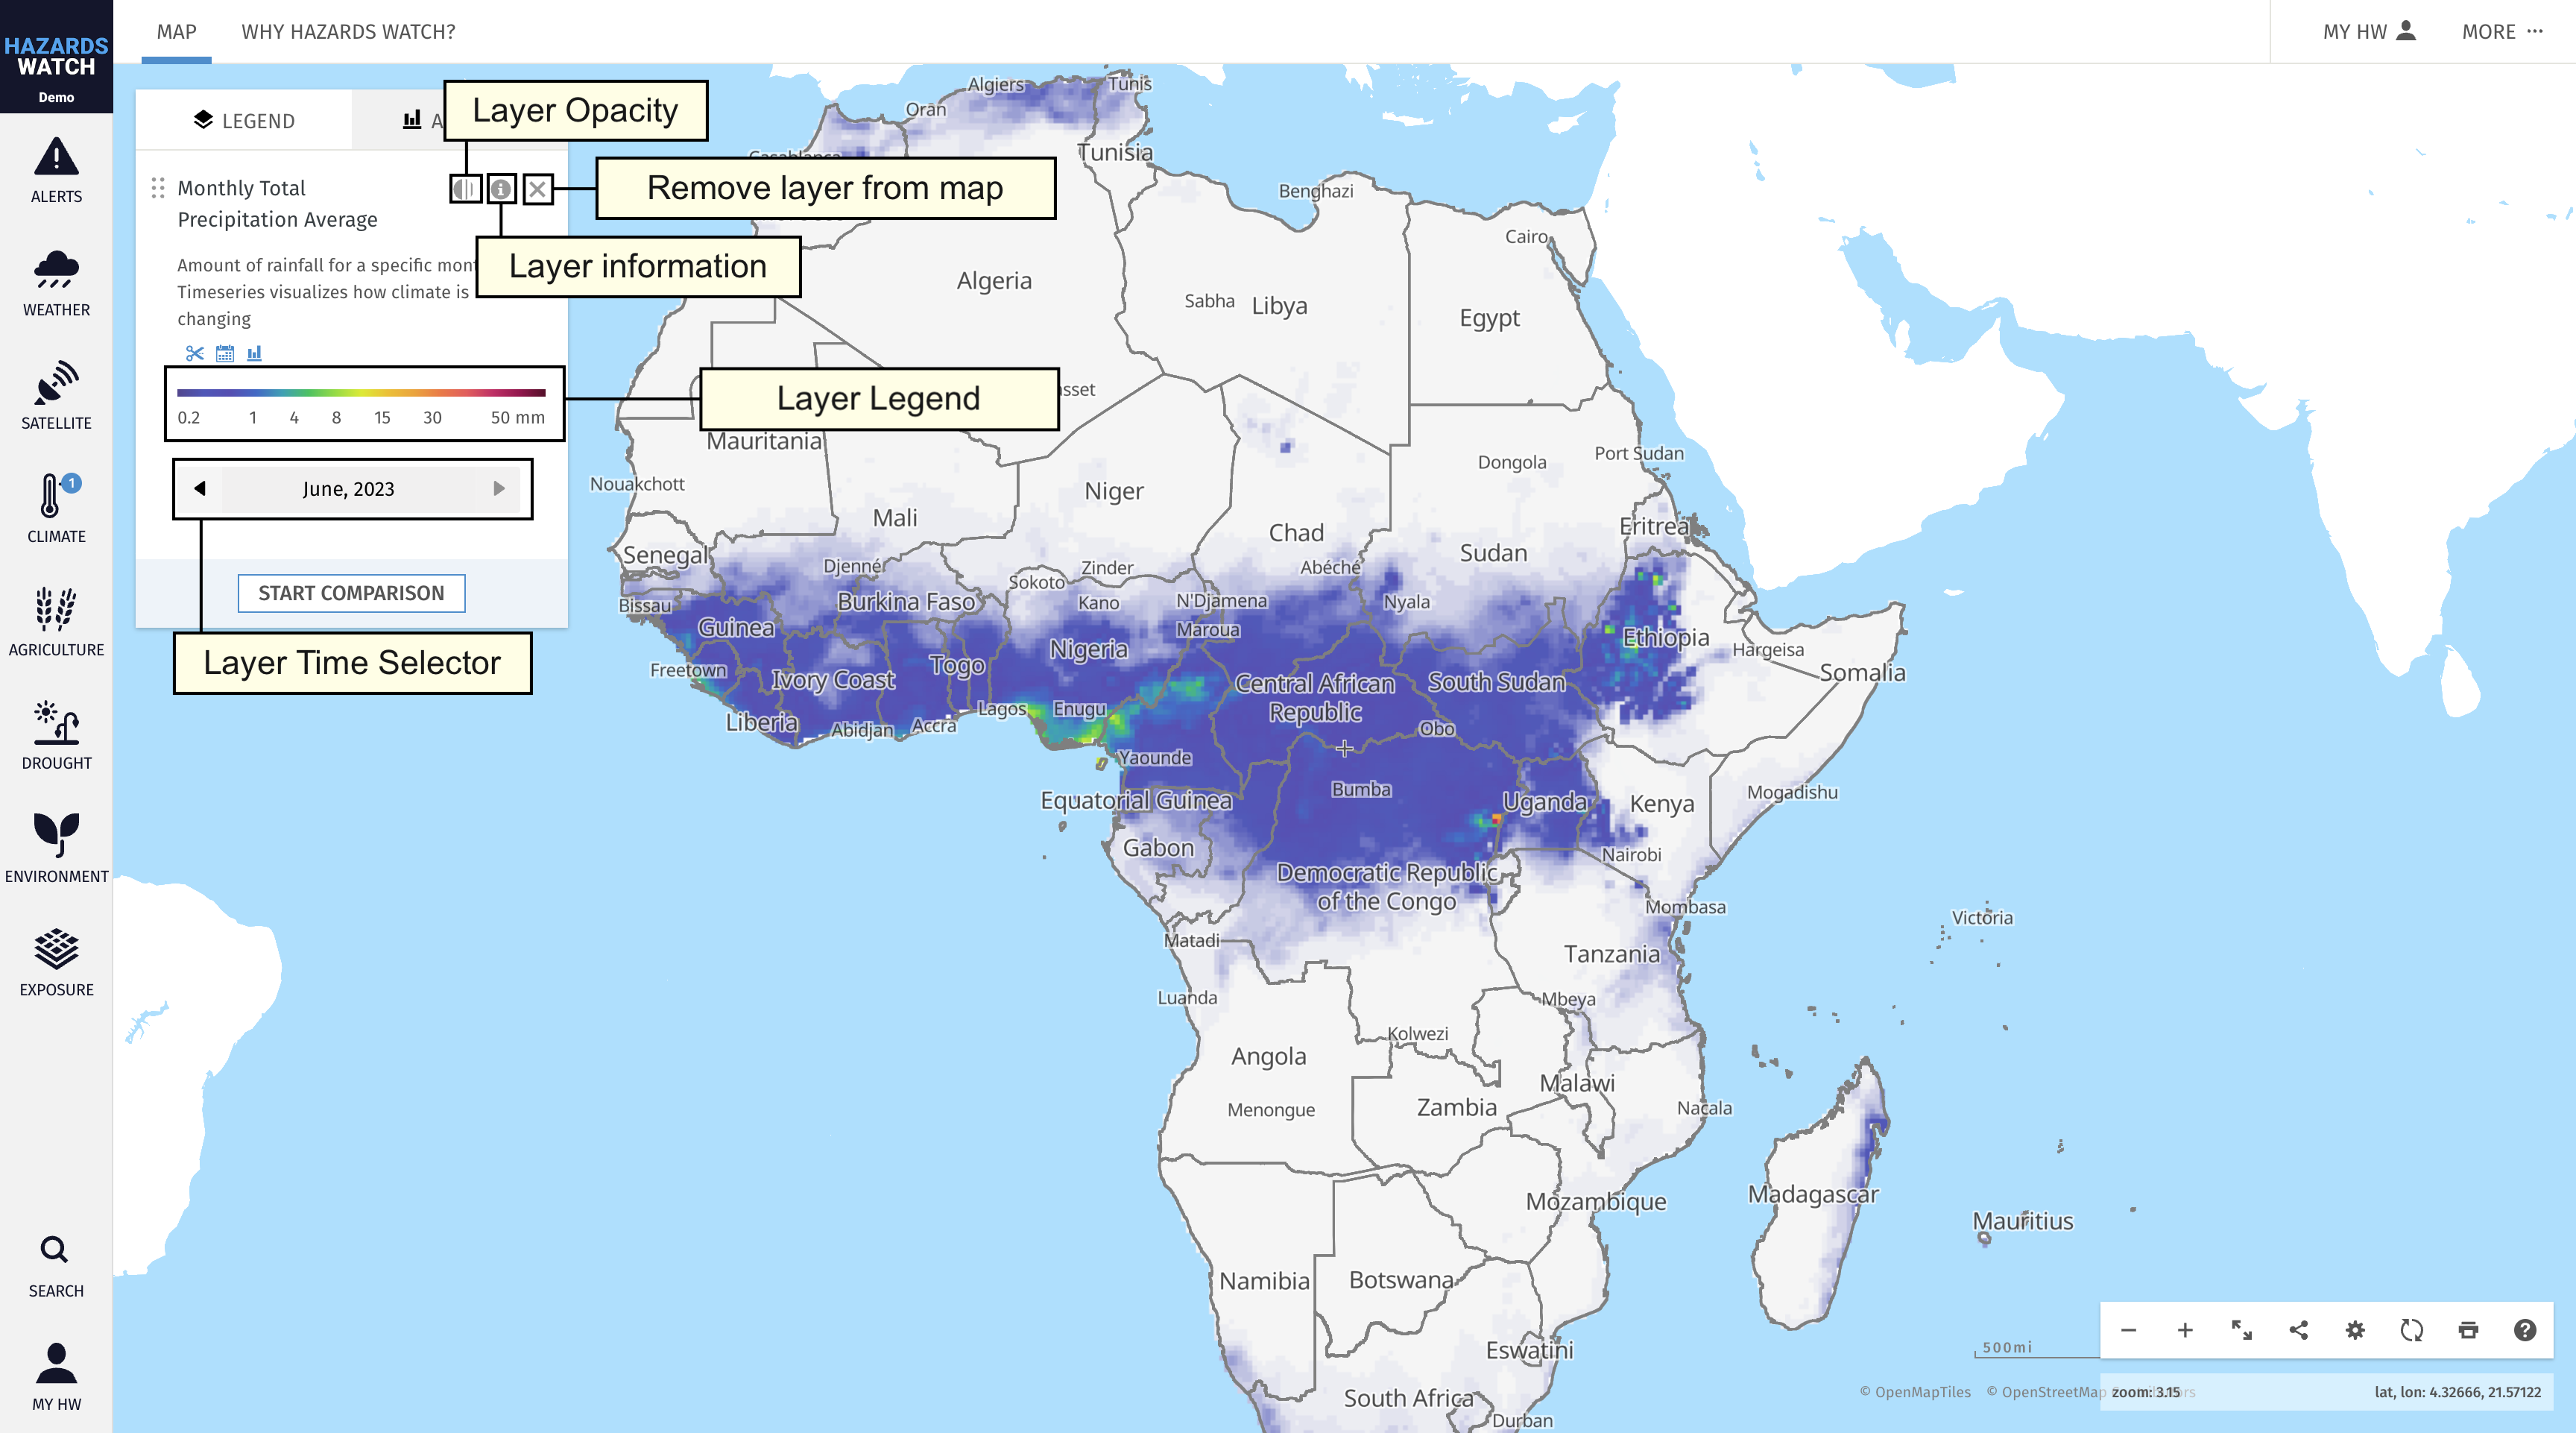 HAZARDS
WATCH
Demo
MAP
WHY HAZARDS WATCH?
MY HW
MORE
ALERTS
WEATHER
SATELLITE
CLIMATE
1
AGRICULTURE
DROUGHT
ENVIRONMENT
EXPOSURE
SEARCH
MY HW
LEGEND
A
Layer Opacity
Monthly Total
Precipitation Average
Remove layer from map
Layer information
Amount of rainfall for a specific mont
Timeseries visualizes how climate is
changing
0.2 1 4 8 15 30 50 mm
Layer Legend
June, 2023
START COMPARISON
Layer Time Selector
Algiers
Tunis
Oran
Casablanca
Tunisia
Benghazi
Cairo
Algeria
Sabha
Libya
Egypt
asset
Mauritania
Nouakchott
Mali
Niger
Chad
Dongola
Port Sudan
Senegal
Djenné
Sokoto
Zinder
Abéché
Sudan
Eritrea
Bissau
Burkina Faso
Kano
N'Djamena
Nyala
Guinea
Nigeria
Maroua
Ethiopia
Hargeisa
Freetown
Ivory Coast
Togo
Central African
Republic
South Sudan
Somalia
Liberia
Abidjan
Accra
Lagos
Enugu
Obo
Yaounde
Bumba
Equatorial Guinea
Uganda
Kenya
Mogadishu
Gabon
Nairobi
Democratic Republic
of the Congo
Mombasa
Victoria
Matadi
Tanzania
Luanda
Mbeya
Kolwezi
Angola
Malawi
Menongue
Zambia
Nacala
Madagascar
Mozambique
Mauritius
Namibia
Botswana
Eswatini
South Africa
Durban
500mi
© OpenMapTiles © OpenStreetMap
zoom: 3.15
lat, lon: 4.32666, 21.57122